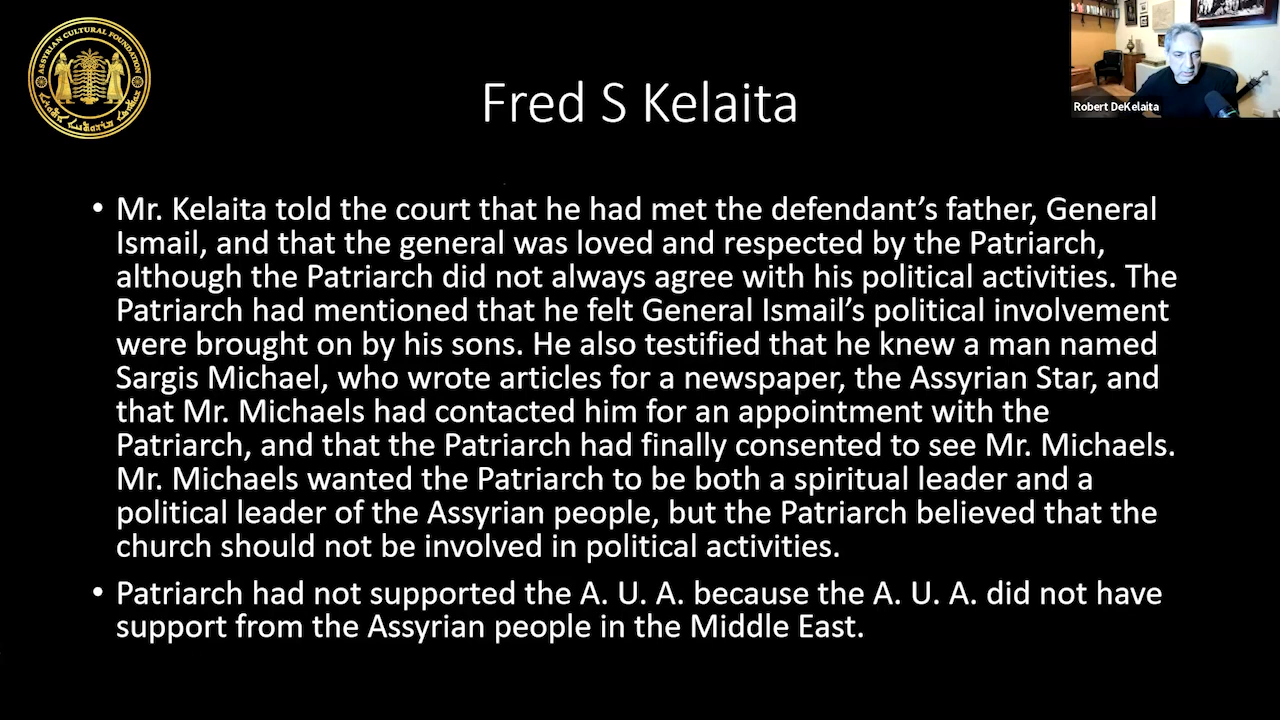 ASSYRIAN CULTURAL FOUNDATION
Robert DeKelaita
Fred S Kelaita
• Mr. Kelaita told the court that he had met the defendant’s father, General
Ismail, and that the general was loved and respected by the Patriarch,
although the Patriarch did not always agree with his political activities. The
Patriarch had mentioned that he felt General Ismail’s political involvement
were brought on by his sons. He also testified that he knew a man named
Sargis Michael, who wrote articles for a newspaper, the Assyrian Star, and
that Mr. Michaels had contacted him for an appointment with the
Patriarch, and that the Patriarch had finally consented to see Mr. Michaels.
Mr. Michaels wanted the Patriarch to be both a spiritual leader and a
political leader of the Assyrian people, but the Patriarch believed that the
church should not be involved in political activities.
• Patriarch had not supported the A. U. A. because the A. U. A. did not have
support from the Assyrian people in the Middle East.